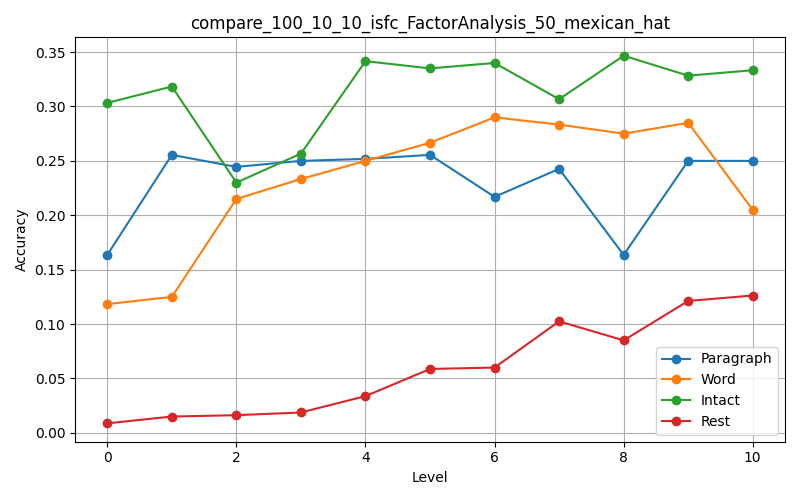 compare_100_10_10_isfc_FactorAnalysis_50_mexican_hat
Accuracy
0.35
0.30
0.25
0.20
0.15
0.10
0.05
0.00
0 2 4 6 8 10
Level
Paragraph
Word
Intact
Rest